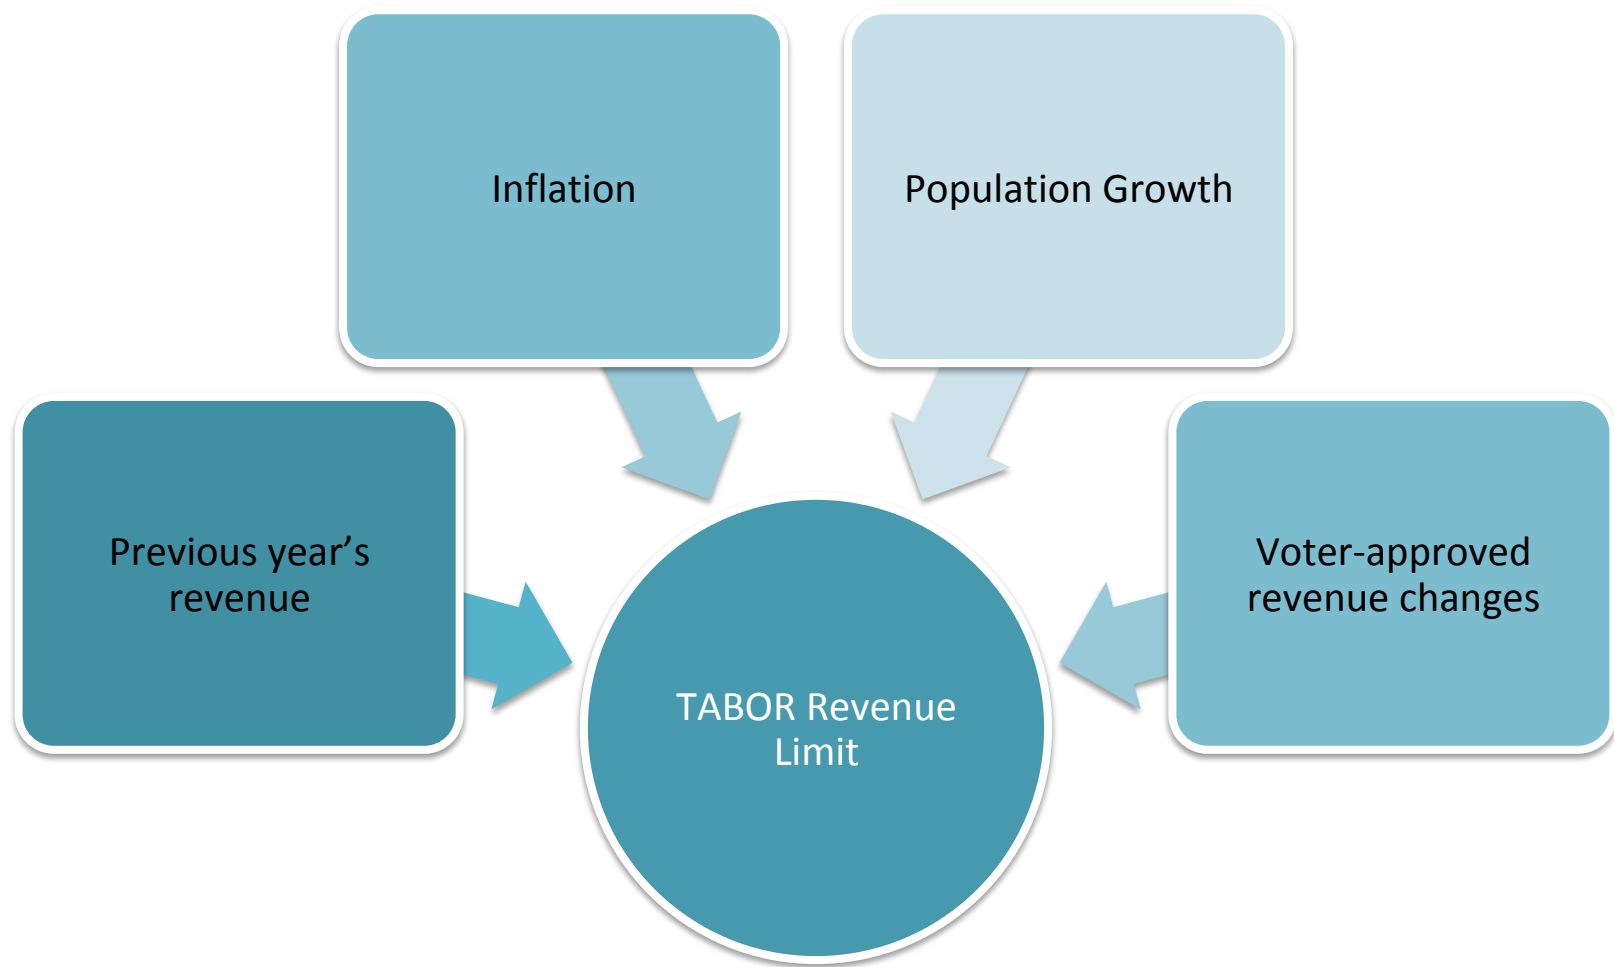 Inflation
Population Growth
Previous year’s
revenue
Voter-approved
revenue changes
TABOR Revenue
Limit